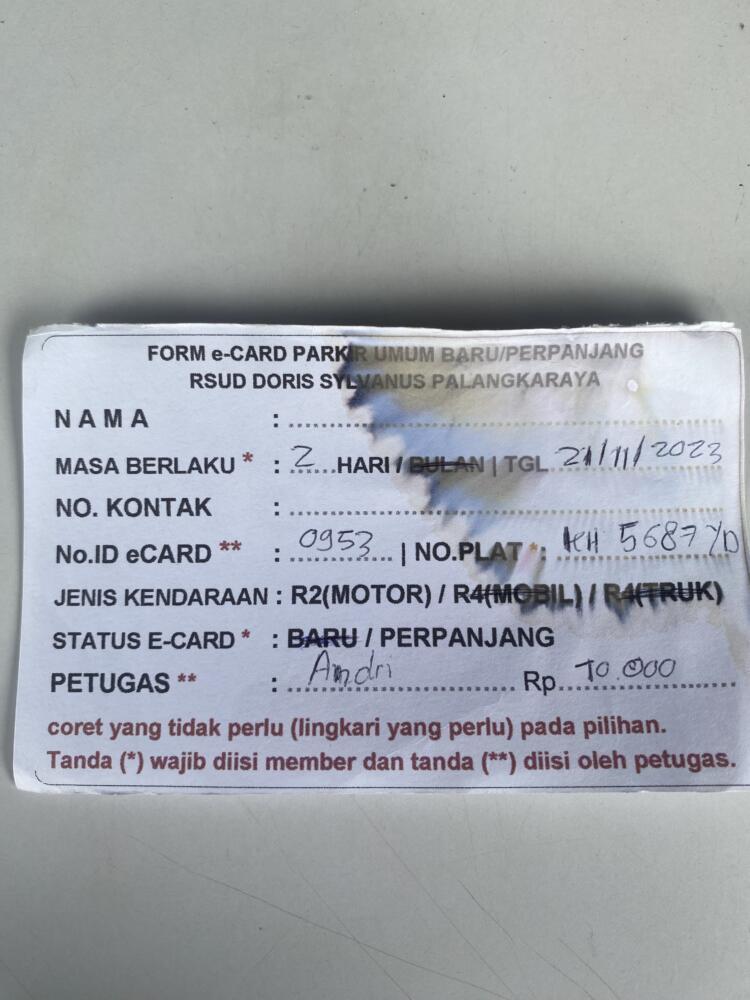 FORM e-CARD PARKIR UMUM BARU/PERPANJANG
RSUD DORIS SYLVANUS PALANGKARAYA
NAMA :
MASA BERLAKU * : 2 HARI / BULAN | TGL 21/11/2023
NO. KONTAK :
No.ID eCARD ** : 0953 | NO.PLAT * : KH 5687 YD
JENIS KENDARAAN : R2(MOTOR) / R4(MOBIL) / R4(TRUK)
STATUS E-CARD * : BARU / PERPANJANG
PETUGAS ** : Andri Rp. 10.000
coret yang tidak perlu (lingkari yang perlu) pada pilihan.
Tanda (*) wajib diisi member dan tanda (**) diisi oleh petugas.